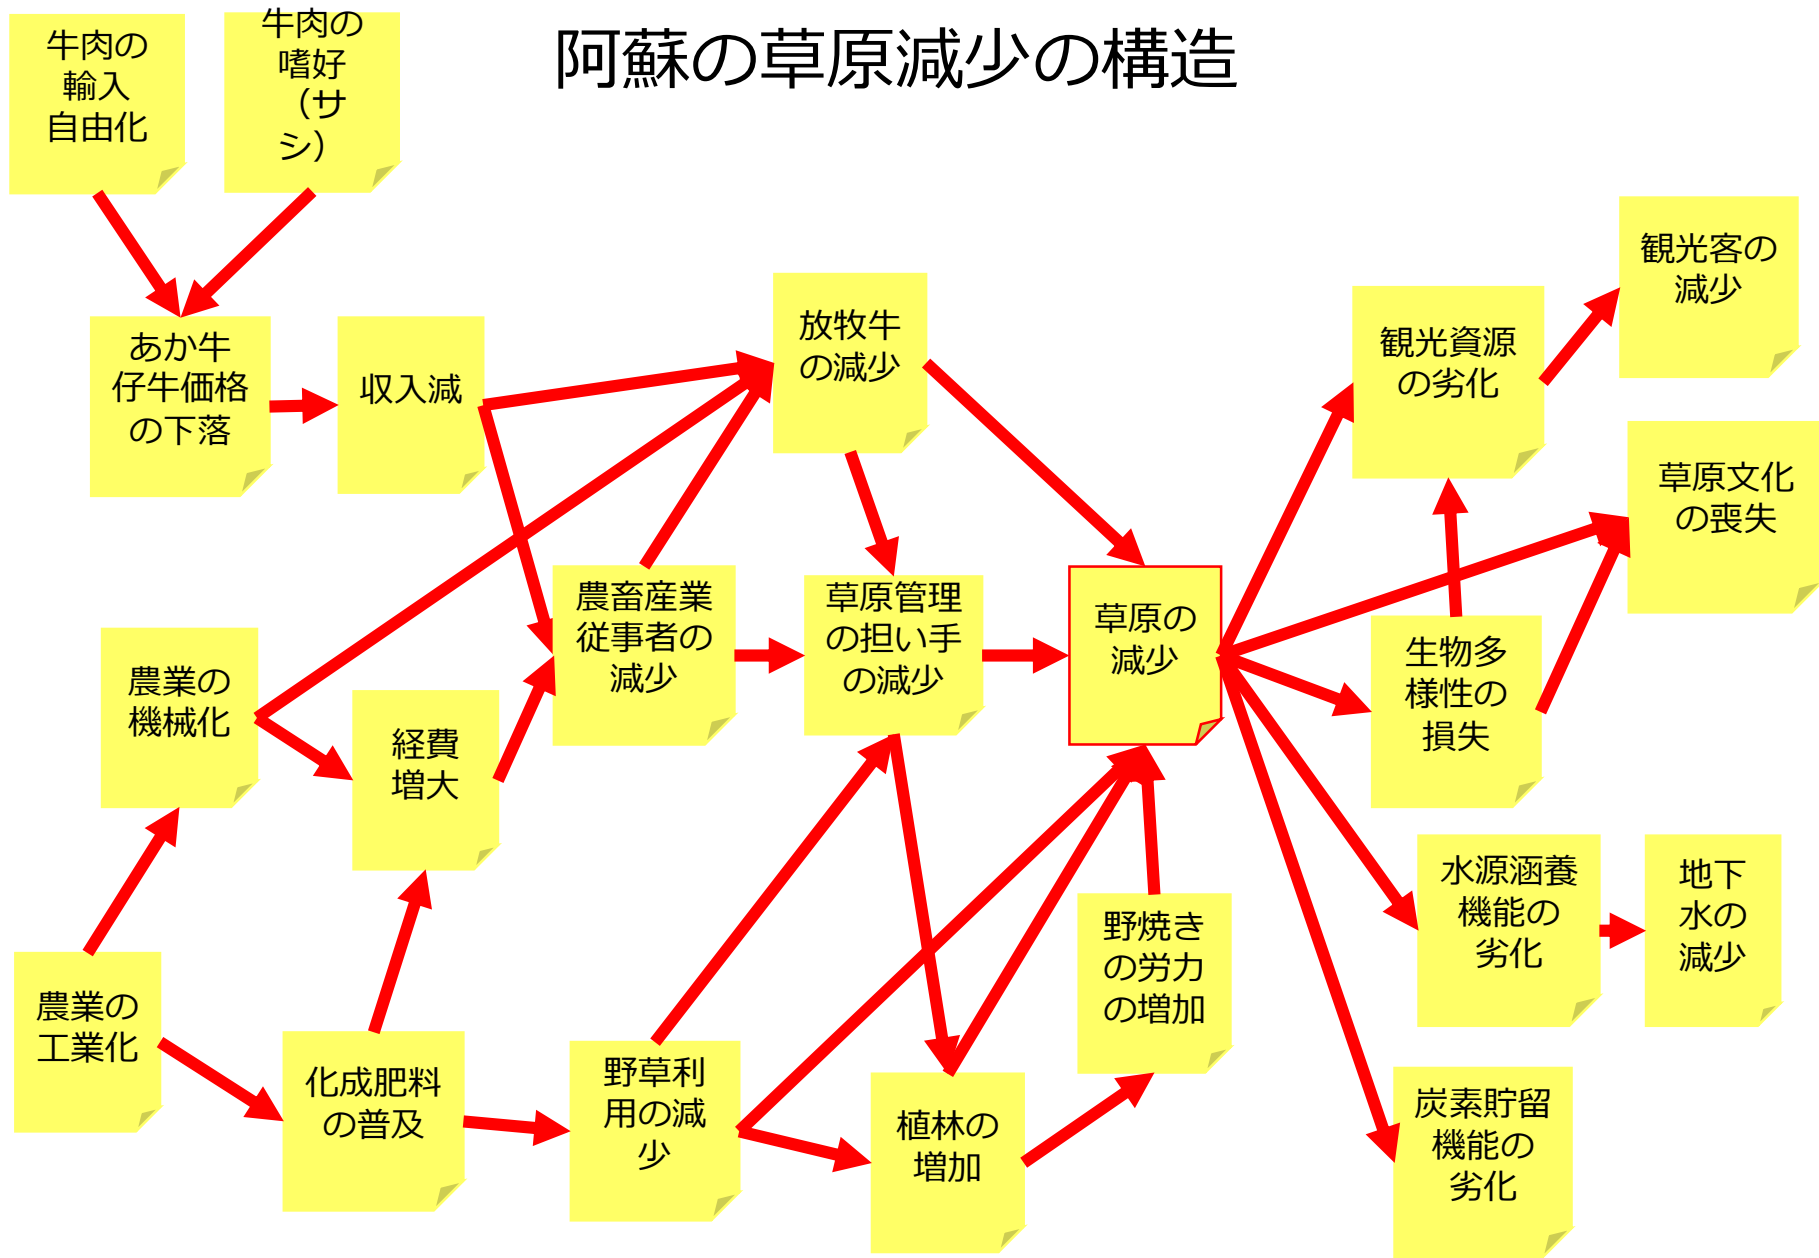 阿蘇の草原減少の構造
牛肉の
輸入
自由化
牛肉の
嗜好
（サ
シ）
あか牛
仔牛価格
の下落
収入減
放牧牛
の減少
観光資源
の劣化
観光客の
減少
草原文化
の喪失
農業の
機械化
経費
増大
農畜産業
従事者の
減少
草原管理
の担い手
の減少
草原の
減少
生物多
様性の
損失
水源涵養
機能の
劣化
地下
水の
減少
農業の
工業化
化成肥料
の普及
野草利
用の減
少
植林の
増加
野焼き
の労力
の増加
炭素貯留
機能の
劣化